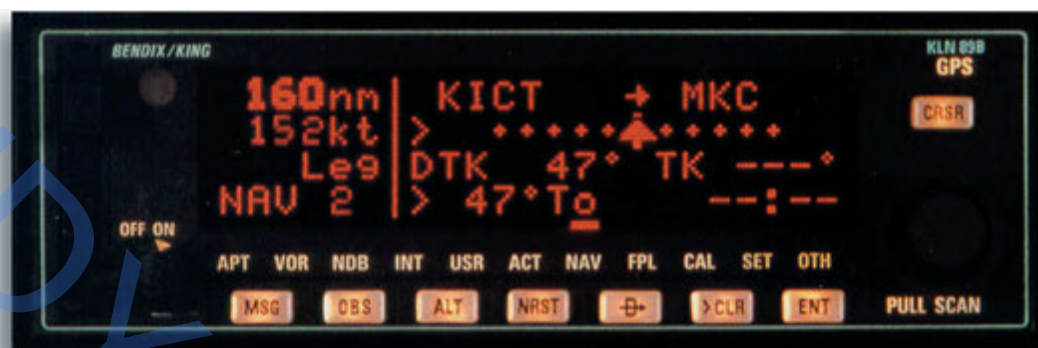 BENDIX/KING
KLN 89B
GPS
160nm KICT → MKC
152kt >
Leg DTK 47° TK ---°
NAV 2 > 47°To --:--
CRSR
OFF ON
APT VOR NDB INT USR ACT NAV FPL CAL SET OTH
MSG OBS ALT NRST D→ >CLR ENT
PULL SCAN